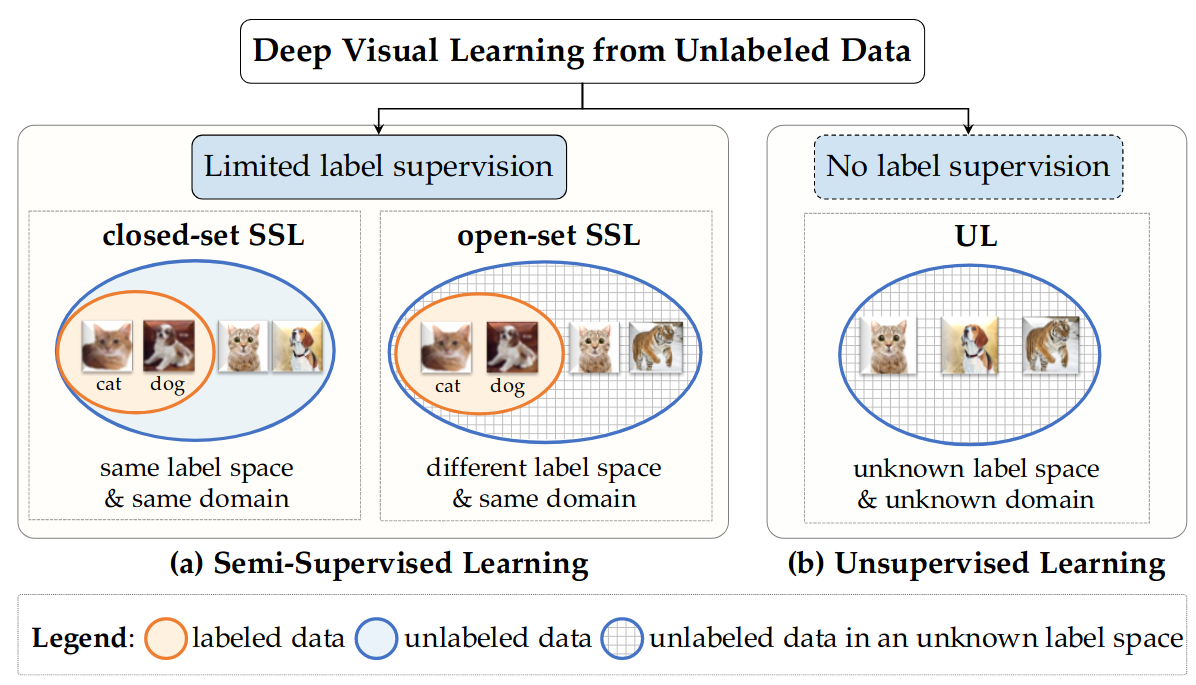 Deep Visual Learning from Unlabeled Data
Limited label supervision
closed-set SSL
cat
dog
same label space
& same domain
open-set SSL
cat
dog
different label space
& same domain
(a) Semi-Supervised Learning
No label supervision
UL
unknown label space
& unknown domain
(b) Unsupervised Learning
Legend: labeled data unlabeled data unlabeled data in an unknown label space